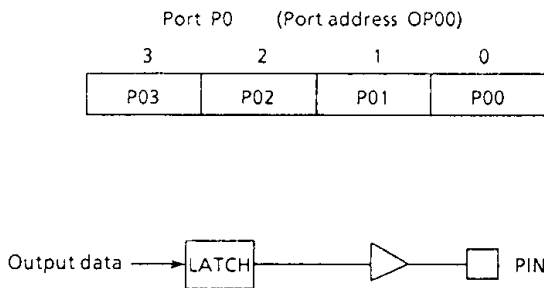 Port P0 (Port address OP00)
3 2 1 0
P03 P02 P01 P00
Output data LATCH PIN